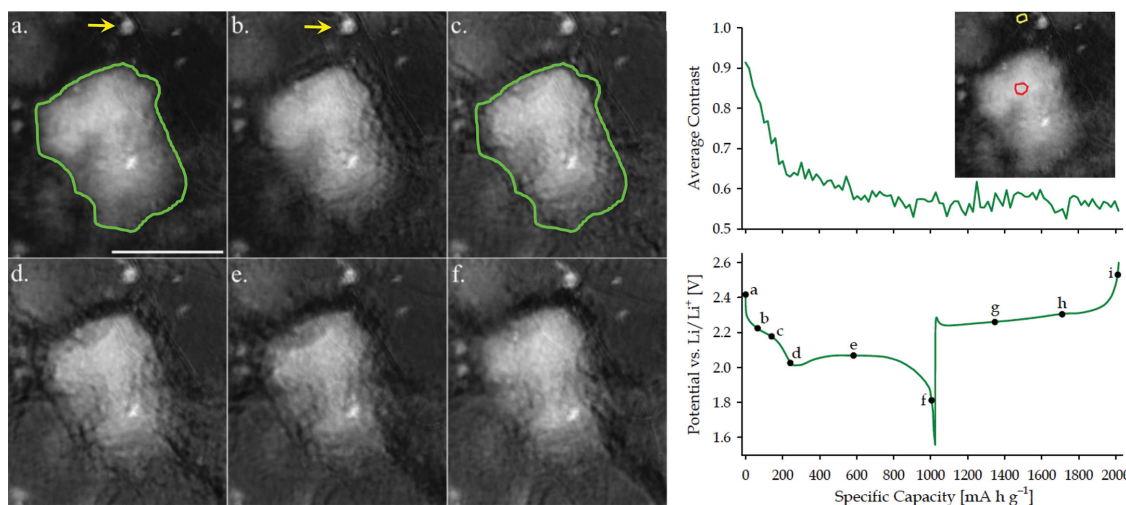 a.
b.
c.
d.
e.
f.
Average Contrast
1.0
0.9
0.8
0.7
0.6
0.5
Potential vs. Li/Li⁺ [V]
2.6
2.4
2.2
2.0
1.8
1.6
a
b
c
d
e
f
g
h
i
0 200 400 600 800 1000 1200 1400 1600 1800 2000
Specific Capacity [mA h g⁻¹]